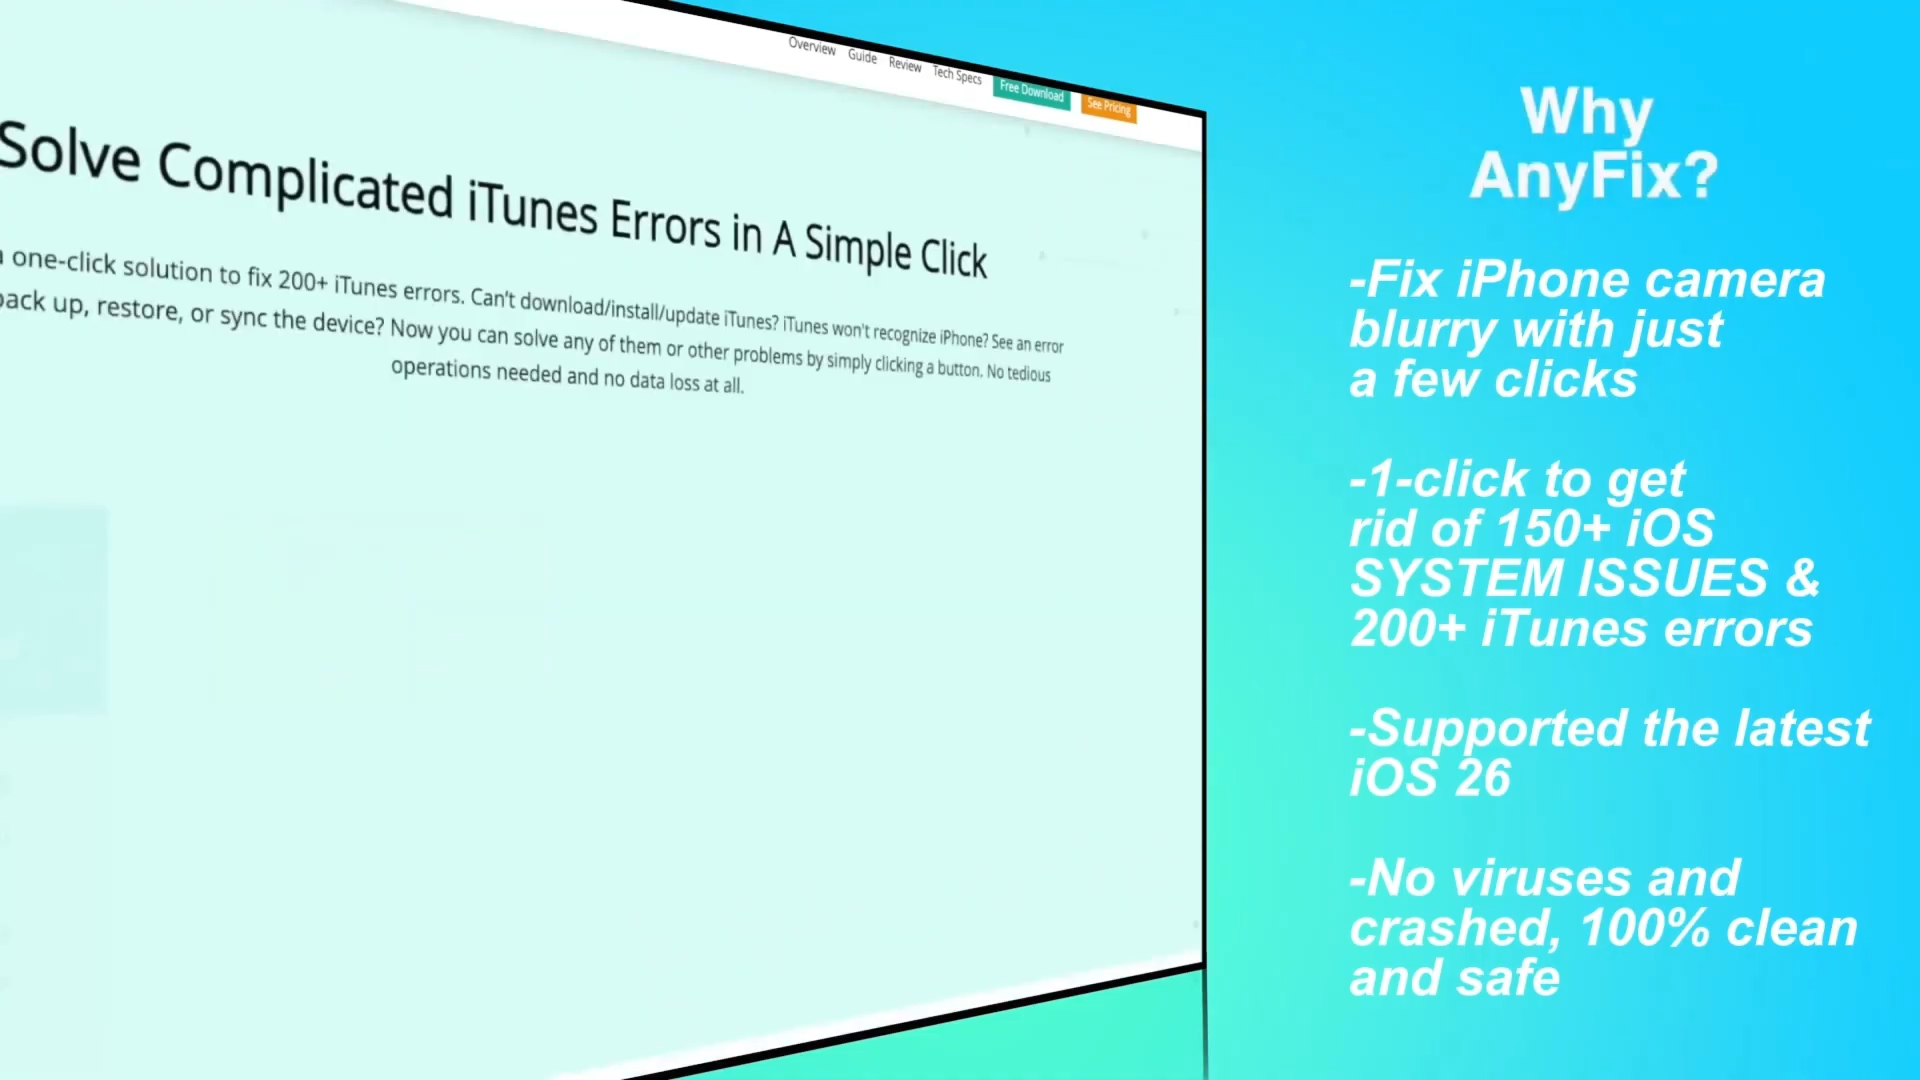 Overview Guide Review Tech Specs Free Download See Pricing
Solve Complicated iTunes Errors in A Simple Click
one-click solution to fix 200+ iTunes errors. Can't download/install/update iTunes? iTunes won't recognize iPhone? See an error
back up, restore, or sync the device? Now you can solve any of them or other problems by simply clicking a button. No tedious
operations needed and no data loss at all.
Why
AnyFix?
-Fix iPhone camera
blurry with just
a few clicks
-1-click to get
rid of 150+ iOS
SYSTEM ISSUES &
200+ iTunes errors
-Supported the latest
iOS 26
-No viruses and
crashed, 100% clean
and safe